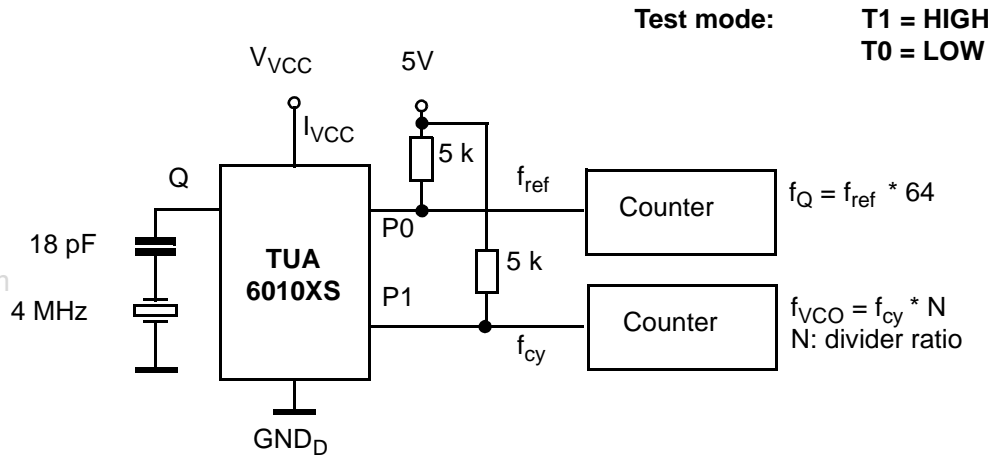 Test mode: T1 = HIGH
T0 = LOW
V_VCC
5V
I_VCC
5 k
Q
f_ref
Counter
f_Q = f_ref * 64
P0
18 pF
TUA
6010XS
5 k
4 MHz
P1
Counter
f_VCO = f_cy * N
N: divider ratio
f_cy
GND_D